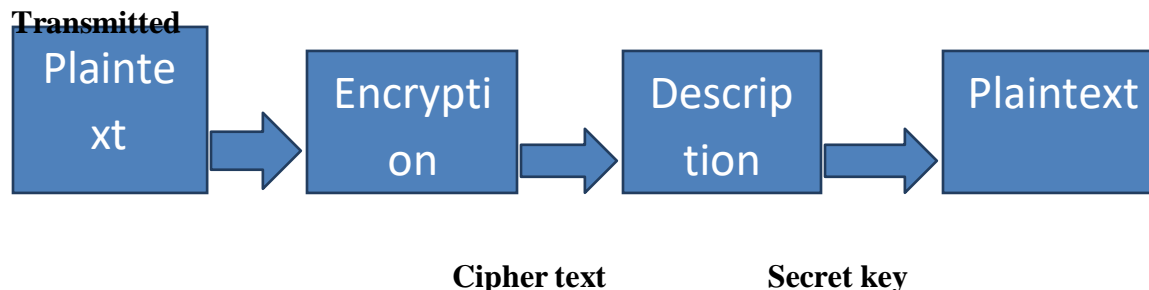 Transmitted
Plainte
xt
Encrypti
on
Descrip
tion
Plaintext
Cipher text
Secret key